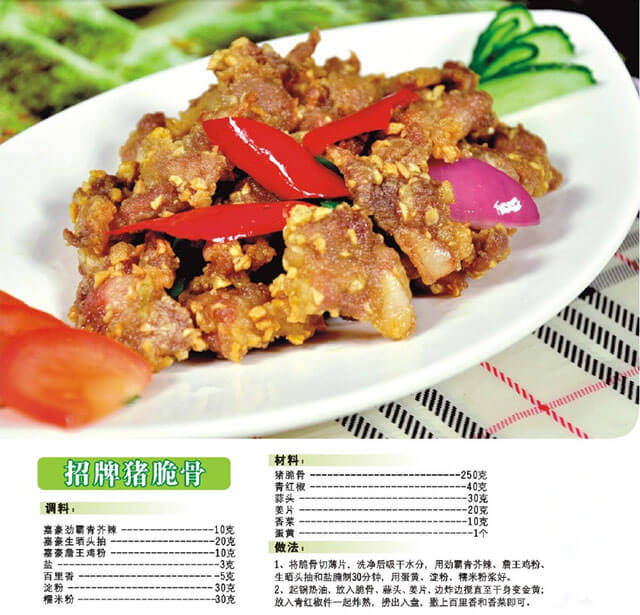 招牌猪脆骨
调料:
嘉豪劲霸青芥辣----------------10克
嘉豪生晒头抽------------------20克
嘉豪詹王鸡粉------------------10克
盐----------------------------3克
百里香------------------------5克
淀粉--------------------------30克
糯米粉------------------------30克
材料:
猪脆骨------------------------250克
青红椒------------------------40克
蒜头--------------------------30克
姜片--------------------------20克
香菜--------------------------10克
蛋黄--------------------------1个
做法:
1、将脆骨切薄片，洗净后吸干水分，用劲霸青芥辣、詹王鸡粉、
生晒头抽和盐腌制30分钟，用蛋黄、淀粉、糯米粉浆好。
2、起锅热油，放入脆骨、蒜头、姜片，边炸边搅直至干身变金黄;
放入青红椒件一起炸熟，捞出入盘，撒上百里香和香菜即可。